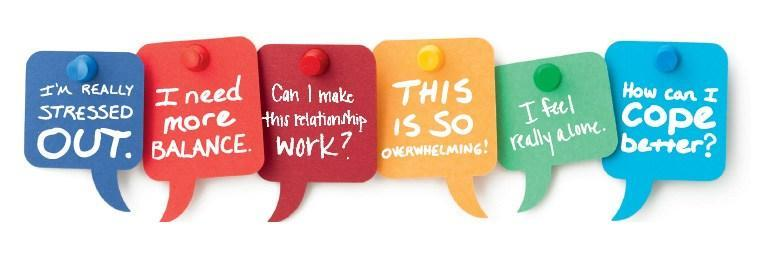 I'M REALLY
STRESSED
OUT.
I need
more
BALANCE.
Can I make
this relationship
work?
THIS
IS SO
OVERWHELMING!
I feel
really alone.
How can I
COPE
better?